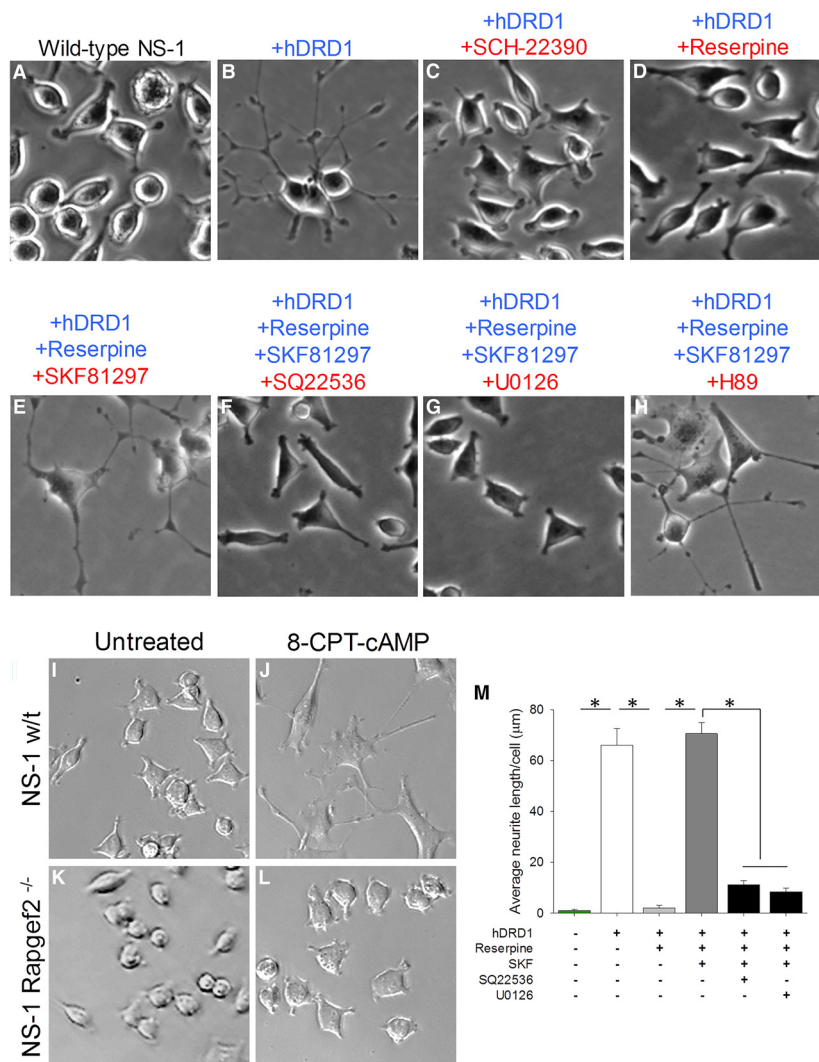 Wild-type NS-1
+hDRD1
+hDRD1
+SCH-22390
+hDRD1
+Reserpine
A
B
C
D
+hDRD1
+Reserpine
+SKF81297
+hDRD1
+Reserpine
+SKF81297
+SQ22536
+hDRD1
+Reserpine
+SKF81297
+U0126
+hDRD1
+Reserpine
+SKF81297
+H89
E
F
G
H
Untreated
8-CPT-cAMP
NS-1 w/t
I
J
NS-1 Rapgef2 -/-
K
L
M
Average neurite length/cell (µm)
80
60
40
20
0
* * * *
hDRD1 - + + + + +
Reserpine - - + + + +
SKF - - - + + +
SQ22536 - - - - + -
U0126 - - - - - +